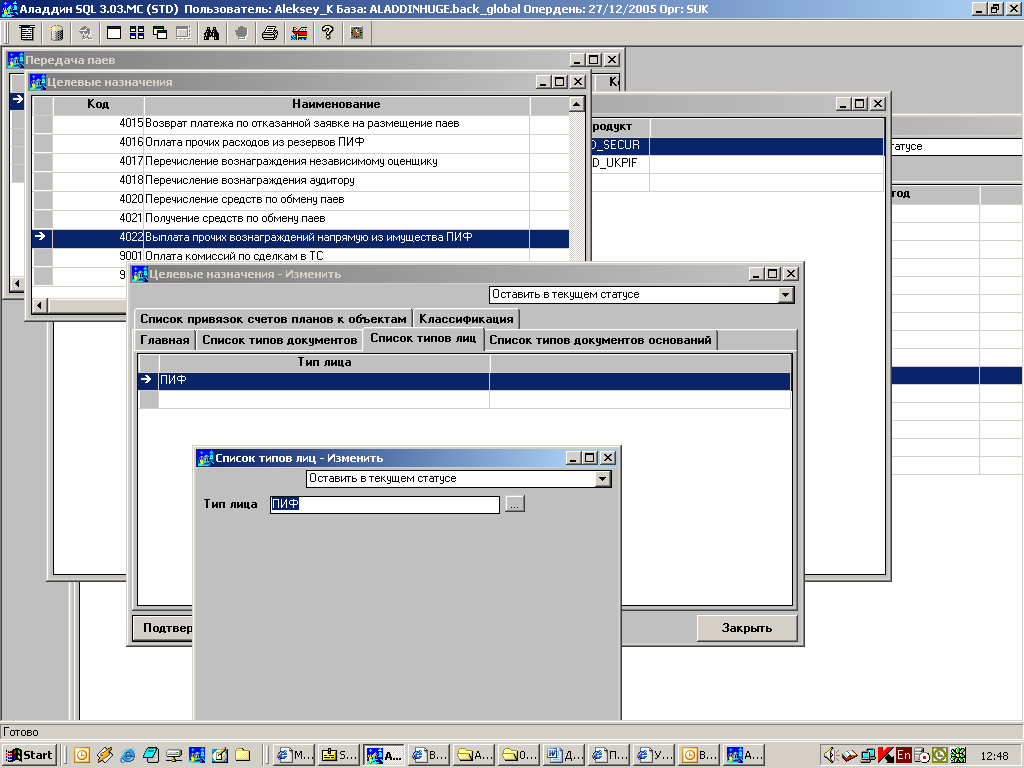 Аладдин SQL 3.03.MC (STD) Пользователь: Aleksey_K База: ALADDINHUGE.back_global Опердень: 27/12/2005 Орг: SUK
Передача паев
Целевые назначения
Код Наименование
4015 Возврат платежа по отказанной заявке на размещение паев
4016 Оплата прочих расходов из резервов ПИФ
4017 Перечисление вознаграждения независимому оценщику
4018 Перечисление вознаграждения аудитору
4020 Перечисление средств по обмену паев
4021 Получение средств по обмену паев
4022 Выплата прочих вознаграждений напрямую из имущества ПИФ
9001 Оплата комиссий по сделкам в ТС
9
родукт
D_SECUR
D_UKPIF
татусе
год
Целевые назначения - Изменить
Оставить в текущем статусе
Список привязок счетов планов к объектам Классификация
Главная Список типов документов Список типов лиц Список типов документов оснований
Тип лица
ПИФ
Список типов лиц - Изменить
Оставить в текущем статусе
Тип лица ПИФ ...
Подтвер Закрыть
Готово
Start M... S... А... В... А... О... Д... П... У... В... А... En 12:48